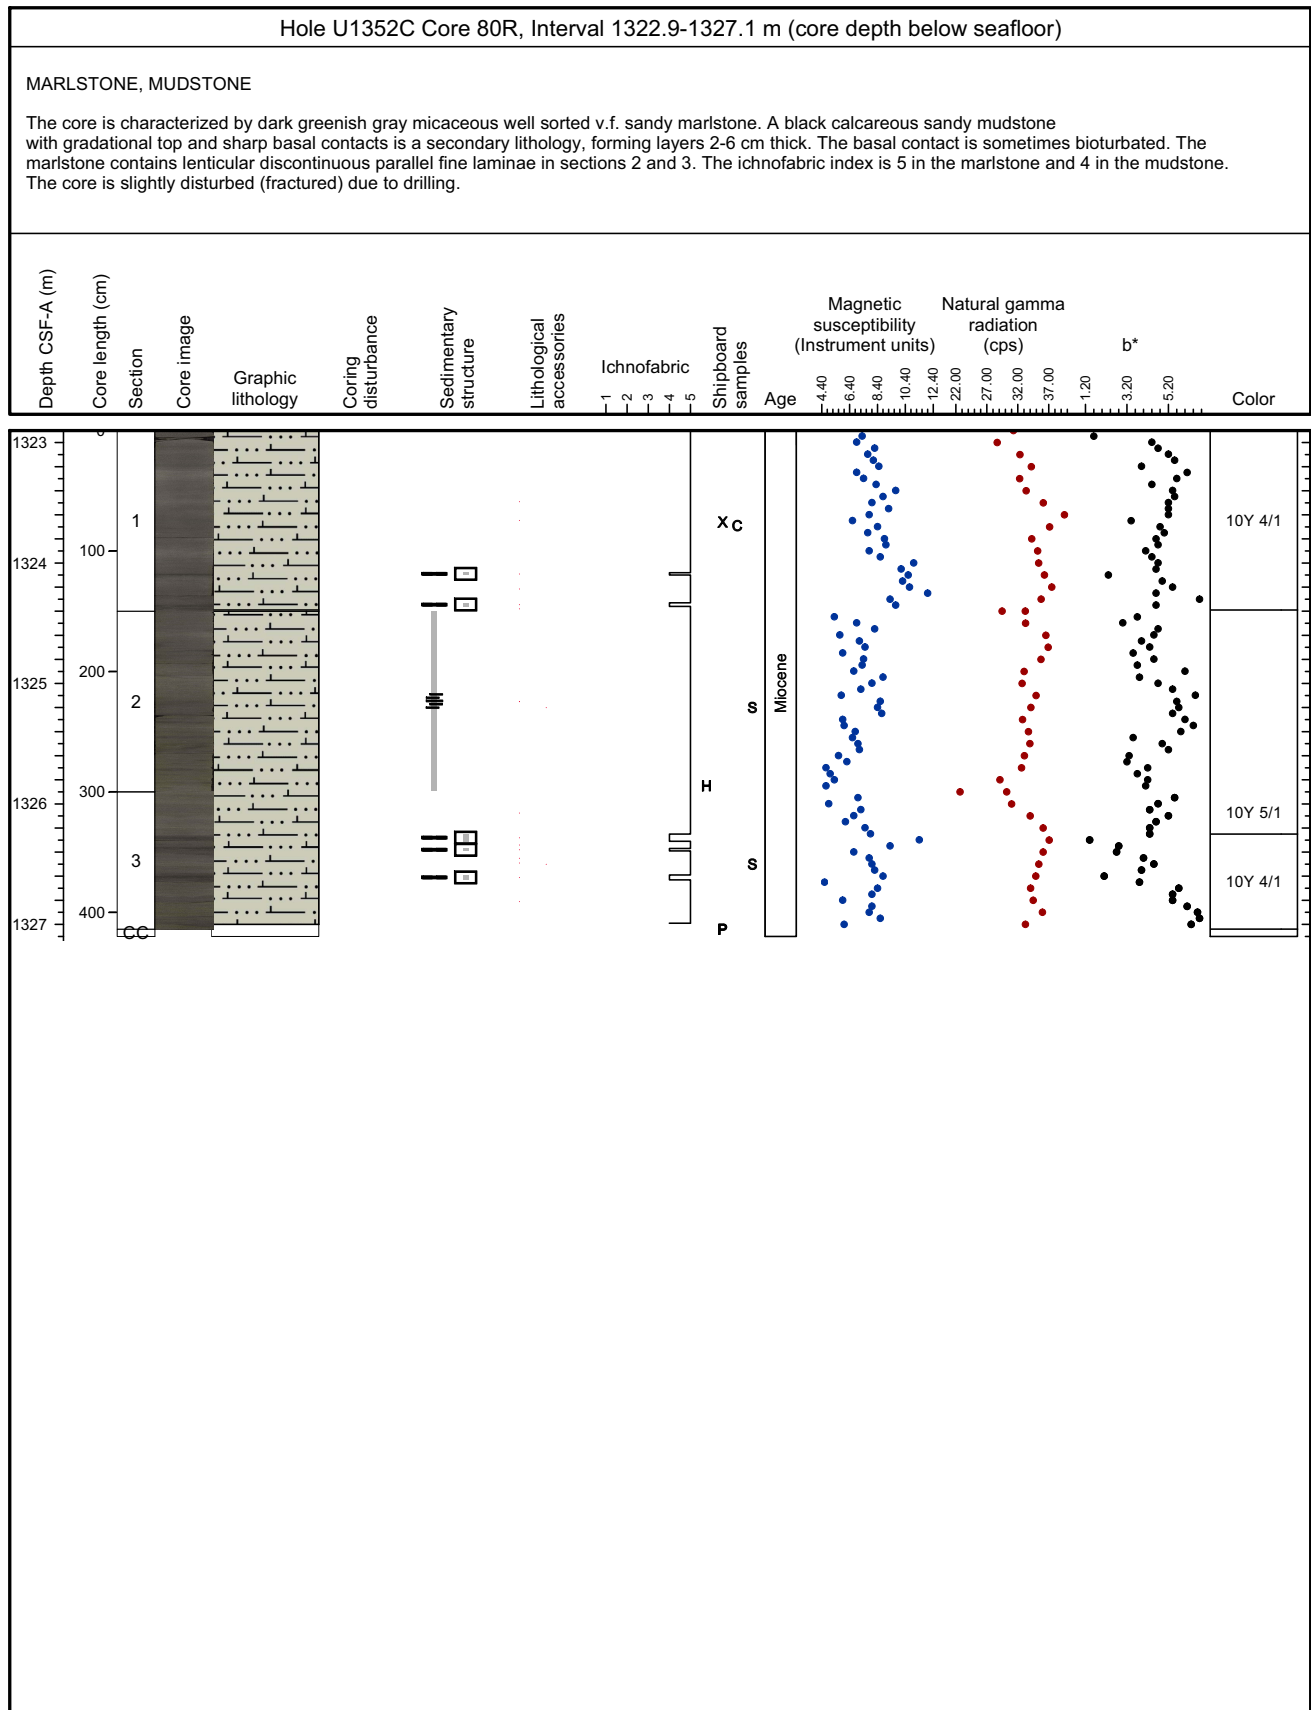 Hole U1352C Core 80R, Interval 1322.9-1327.1 m (core depth below seafloor)
MARLSTONE, MUDSTONE
The core is characterized by dark greenish gray micaceous well sorted v.f. sandy marlstone. A black calcareous sandy mudstone
with gradational top and sharp basal contacts is a secondary lithology, forming layers 2-6 cm thick. The basal contact is sometimes bioturbated. The
marlstone contains lenticular discontinuous parallel fine laminae in sections 2 and 3. The ichnofabric index is 5 in the marlstone and 4 in the mudstone.
The core is slightly disturbed (fractured) due to drilling.
Depth CSF-A (m)
Core length (cm)
Section
Core image
Graphic
lithology
Coring
disturbance
Sedimentary
structure
Lithological
accessories
Ichnofabric
1 2 3 4 5
Shipboard
samples
Age
Magnetic
susceptibility
(Instrument units)
4.40 6.40 8.40 10.40 12.40
Natural gamma
radiation
(cps)
22.00 27.00 32.00 37.00
b*
1.20 3.20 5.20
Color
0
1323
1
X C
10Y 4/1
100
1324
200
1325
2
S
Miocene
H
300
1326
10Y 5/1
3
S
10Y 4/1
400
1327
CC
P